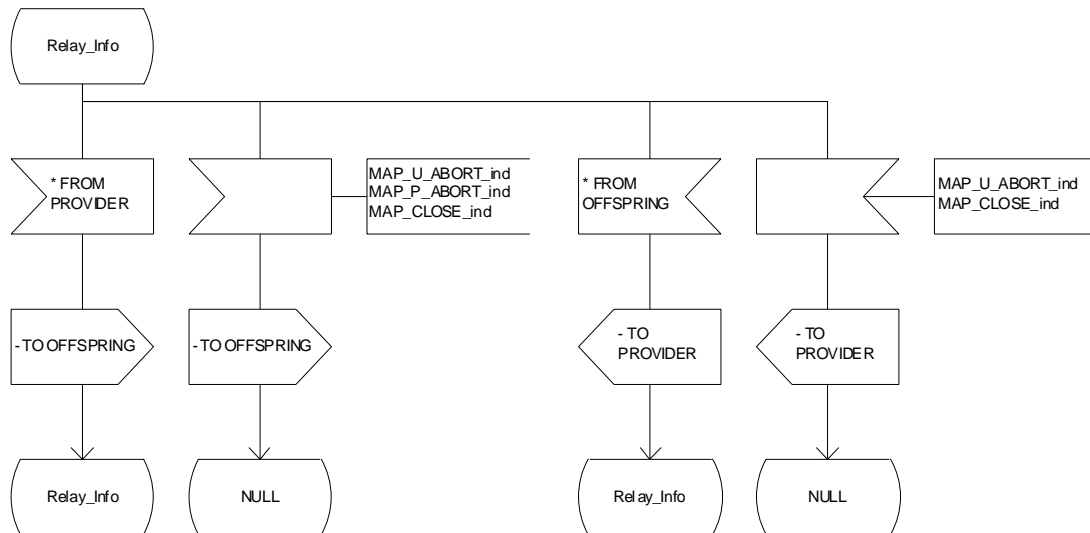 Relay_Info
* FROM
PROVIDER
MAP_U_ABORT_ind
MAP_P_ABORT_ind
MAP_CLOSE_ind
* FROM
OFFSPRING
MAP_U_ABORT_ind
MAP_CLOSE_ind
- TO OFFSPRING
- TO OFFSPRING
- TO
PROVIDER
- TO
PROVIDER
Relay_Info
NULL
Relay_Info
NULL